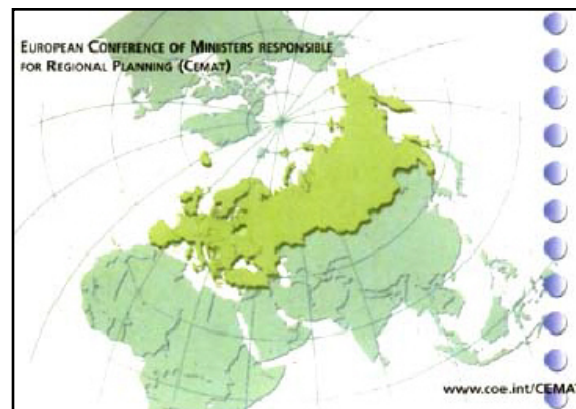 EUROPEAN CONFERENCE OF MINISTERS RESPONSIBLE
FOR REGIONAL PLANNING (CEMAT)
www.coe.int/CEMAT